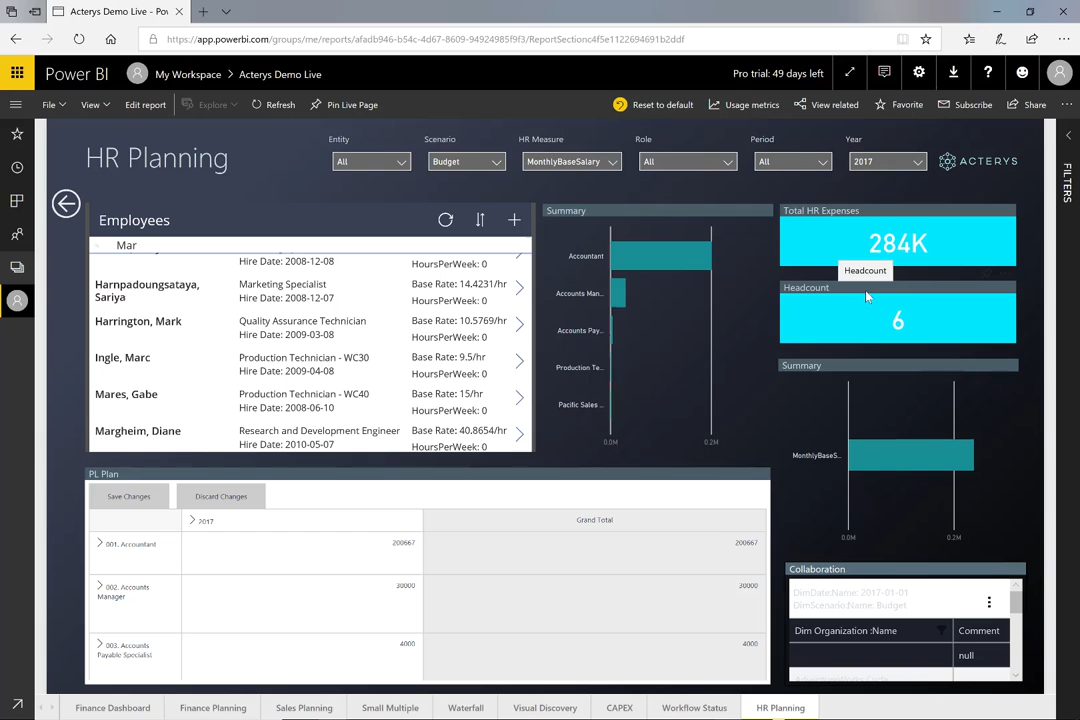 Acterys Demo Live - Pow
https://app.powerbi.com/groups/me/reports/afadb946-b54c-4d67-8609-94924985f9f3/ReportSectionc4f5e1122694691b2ddf
Power BI
My Workspace
Acterys Demo Live
Pro trial: 49 days left
File
View
Edit report
Explore
Refresh
Pin Live Page
Reset to default
Usage metrics
View related
Favorite
Subscribe
Share
HR Planning
Entity
Scenario
HR Measure
Role
Period
Year
All
Budget
MonthlyBaseSalary
All
All
2017
ACTERYS
FILTERS
Employees
Mar
Hire Date: 2008-12-08
HoursPerWeek: 0
Harnpadoungsataya, Sariya
Marketing Specialist
Hire Date: 2008-12-07
Base Rate: 14.4231/hr
HoursPerWeek: 0
Harrington, Mark
Quality Assurance Technician
Hire Date: 2009-03-08
Base Rate: 10.5769/hr
HoursPerWeek: 0
Ingle, Marc
Production Technician - WC30
Hire Date: 2009-04-08
Base Rate: 9.5/hr
HoursPerWeek: 0
Mares, Gabe
Production Technician - WC40
Hire Date: 2008-06-10
Base Rate: 15/hr
HoursPerWeek: 0
Margheim, Diane
Research and Development Engineer
Hire Date: 2010-05-07
Base Rate: 40.8654/hr
HoursPerWeek: 0
Summary
Accountant
Accounts Man...
Accounts Pay...
Production Te...
Pacific Sales ...
0.0M
0.2M
Total HR Expenses
284K
Headcount
Headcount
6
Summary
MonthlyBaseS...
0.0M
0.2M
PL Plan
Save Changes
Discard Changes
2017
Grand Total
001. Accountant
200667
200667
002. Accounts
Manager
30000
30000
003. Accounts
Payable Specialist
4000
4000
Collaboration
DimDate:Name: 2017-01-01
DimScenario:Name: Budget
Dim Organization :Name
Comment
null
Finance Dashboard
Finance Planning
Sales Planning
Small Multiple
Waterfall
Visual Discovery
CAPEX
Workflow Status
HR Planning